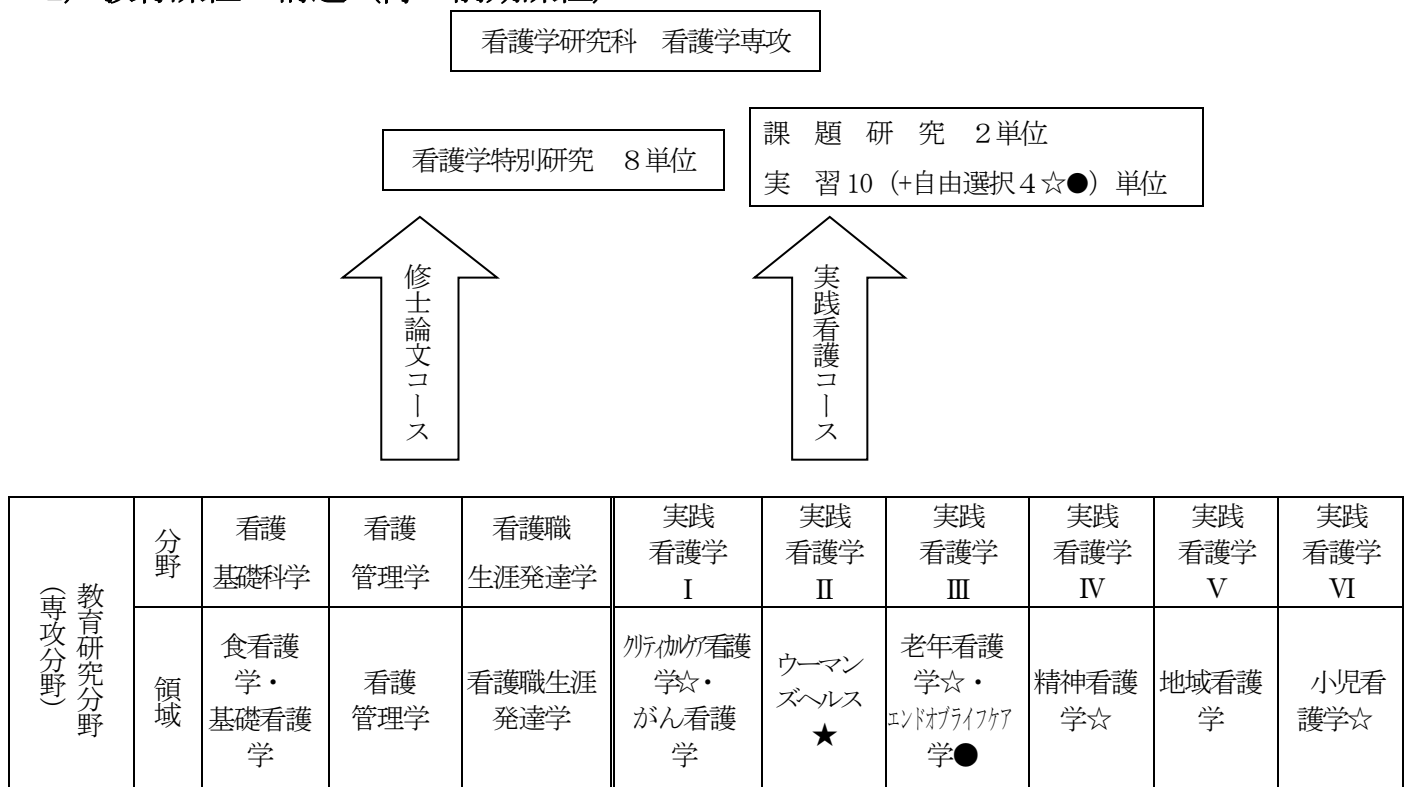 看護学研究科　看護学専攻
看護学特別研究　８単位
課　題　研　究　２単位
実　習10（+自由選択４☆●）単位
修士論文コース
実践看護コース
教育研究分野
（専攻分野）
分野
看護
基礎科学
看護
管理学
看護職
生涯発達学
実践
看護学
Ⅰ
実践
看護学
Ⅱ
実践
看護学
Ⅲ
実践
看護学
Ⅳ
実践
看護学
Ⅴ
実践
看護学
Ⅵ
領域
食看護
学・
基礎看護
学
看護
管理学
看護職生涯
発達学
クリティカルケア看護
学☆・
がん看護
学
ウーマン
ズヘルス
★
老年看護
学☆・
エンドオブライフケア
学●
精神看護
学☆
地域看護
学
小児看
護学☆